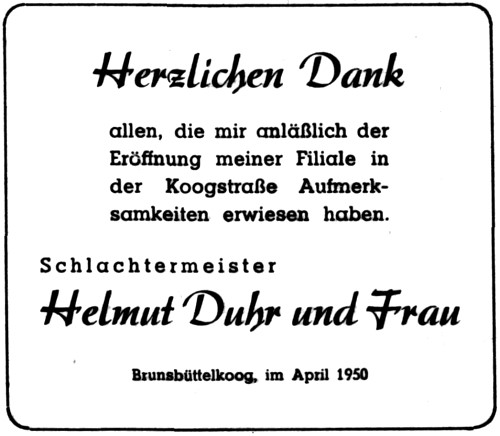 Herzlichen Dank
allen, die mir anläßlich der
Eröffnung meiner Filiale in
der Koogstraße Aufmerk-
samkeiten erwiesen haben.
Schlachtermeister
Helmut Duhr und Frau
Brunsbüttelkoog, im April 1950